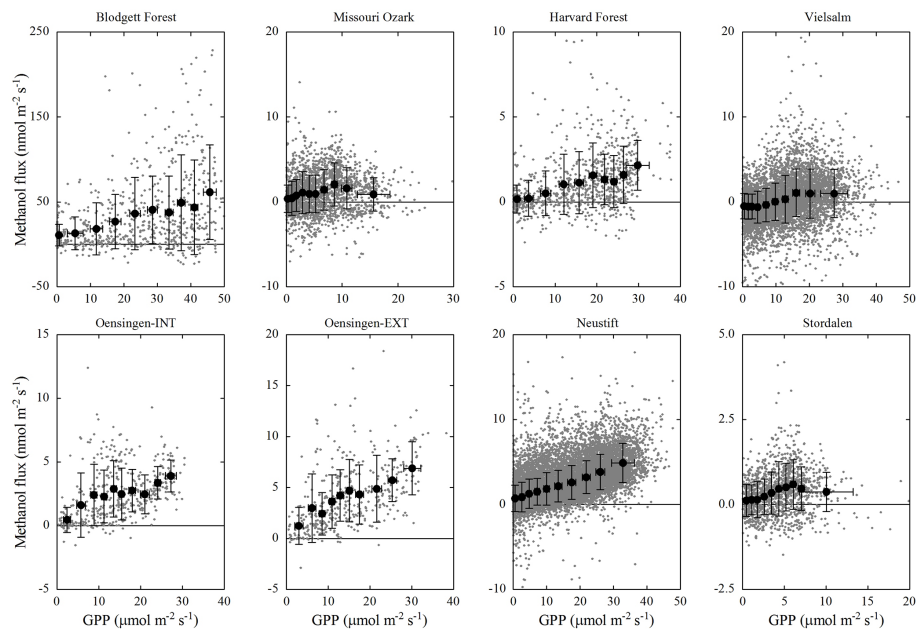 Blodgett Forest Missouri Ozark Harvard Forest Vielsalm
Methanol flux (nmol m-2 s-1)
250
150
50
-50
0 10 20 30 40 50
20
10
0
-10
0 10 20 30
10
5
0
-5
0 10 20 30 40
20
10
0
-10
0 10 20 30 40
Oensingen-INT Oensingen-EXT Neustift Stordalen
Methanol flux (nmol m-2 s-1)
15
10
5
0
-5
0 10 20 30 40
20
15
10
5
0
-5
0 10 20 30 40
20
10
0
-10
0 10 20 30 40 50
5.0
2.5
0.0
-2.5
0 5 10 15 20
GPP (μmol m-2 s-1) GPP (μmol m-2 s-1) GPP (μmol m-2 s-1) GPP (μmol m-2 s-1)